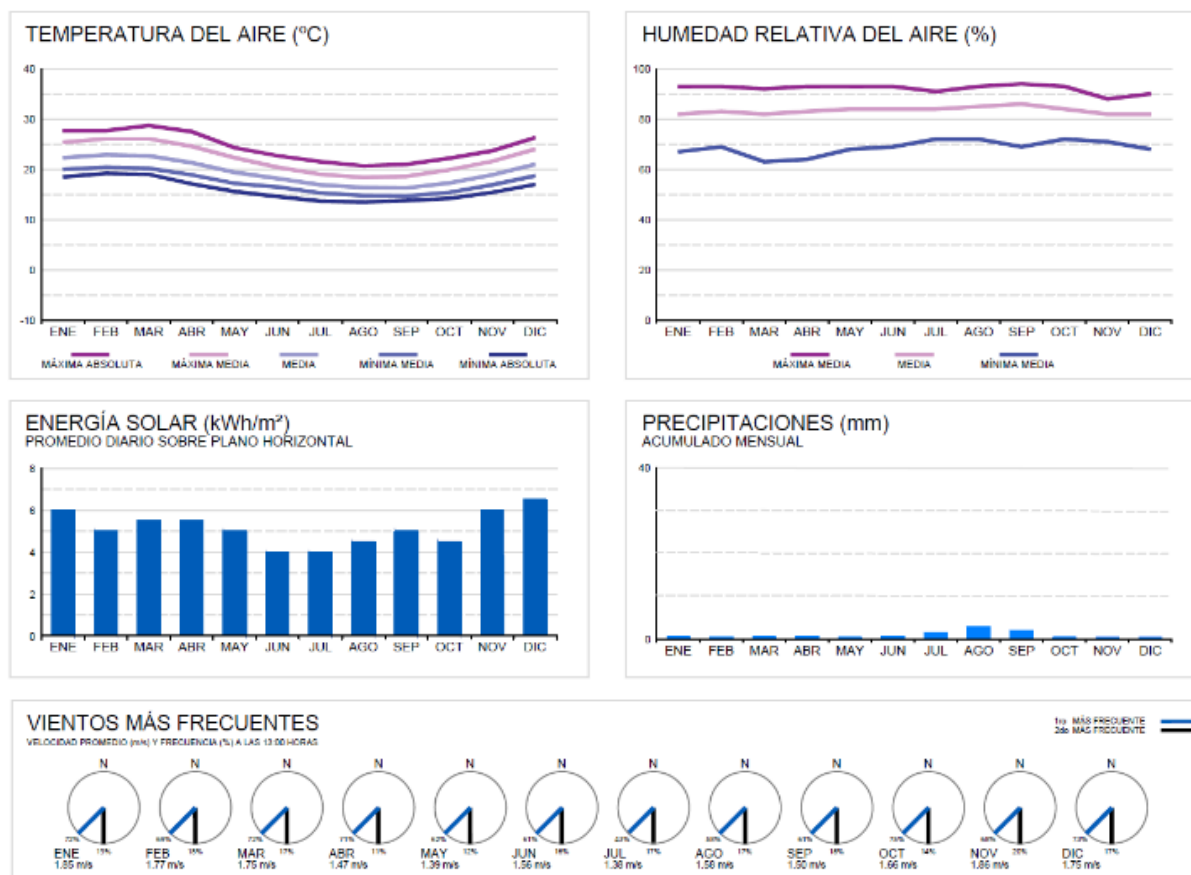 TEMPERATURA DEL AIRE (ºC)
40
30
20
10
0
-10
ENE FEB MAR ABR MAY JUN JUL AGO SEP OCT NOV DIC
MÁXIMA ABSOLUTA MÁXIMA MEDIA MEDIA MÍNIMA MEDIA MÍNIMA ABSOLUTA
HUMEDAD RELATIVA DEL AIRE (%)
100
80
60
40
20
0
ENE FEB MAR ABR MAY JUN JUL AGO SEP OCT NOV DIC
MÁXIMA MEDIA MEDIA MÍNIMA MEDIA
ENERGÍA SOLAR (kWh/m²)
PROMEDIO DIARIO SOBRE PLANO HORIZONTAL
8
6
4
2
0
ENE FEB MAR ABR MAY JUN JUL AGO SEP OCT NOV DIC
PRECIPITACIONES (mm)
ACUMULADO MENSUAL
40
0
ENE FEB MAR ABR MAY JUN JUL AGO SEP OCT NOV DIC
VIENTOS MÁS FRECUENTES
VELOCIDAD PROMEDIO (m/s) Y FRECUENCIA (%) A LAS 13:00 HORAS
1ro MÁS FRECUENTE
2do MÁS FRECUENTE
N N N N N N N N N N N N
ENE FEB MAR ABR MAY JUN JUL AGO SEP OCT NOV DIC
1.85 m/s 1.77 m/s 1.75 m/s 1.47 m/s 1.39 m/s 1.56 m/s 1.38 m/s 1.58 m/s 1.50 m/s 1.66 m/s 1.86 m/s 1.75 m/s